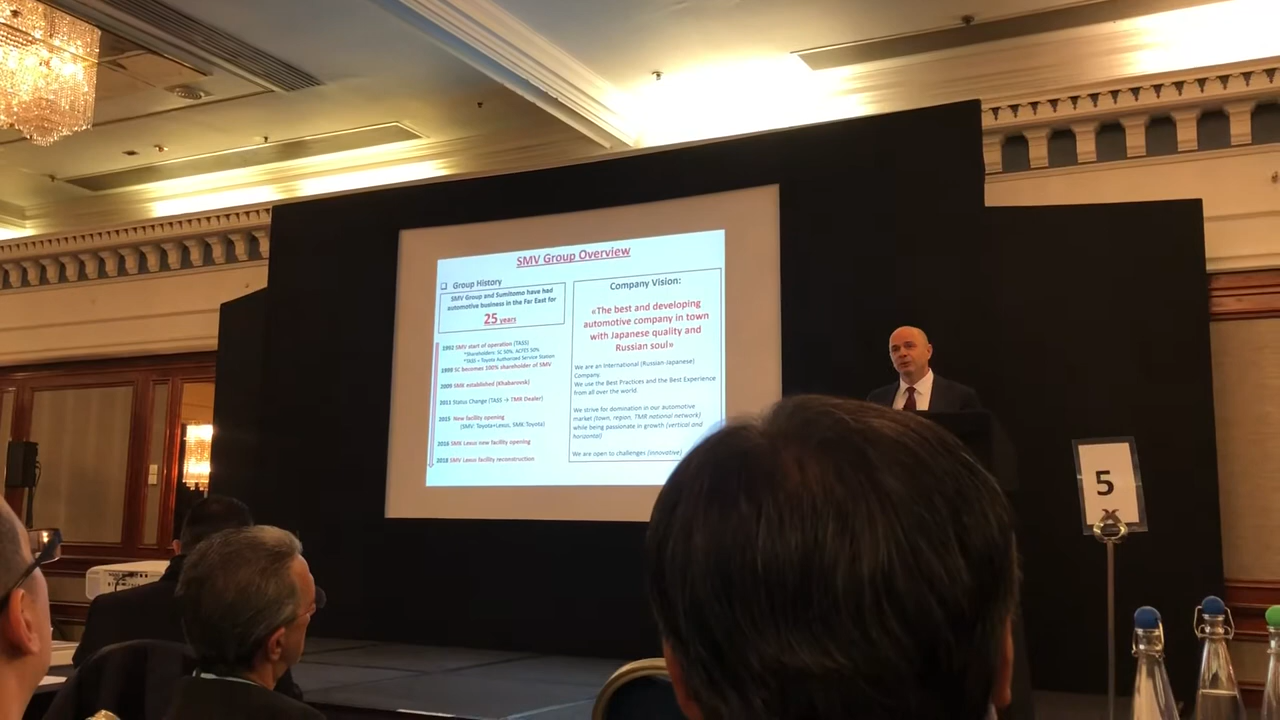 SMV Group Overview
Group History
SMV Group and Sumitomo have had
automotive business in the Far East for
25 years
1992 SMV start of operation (TASS)
*Shareholders: SC 50%, ACFES 50%
*TASS = Toyota Authorized Service Station
1998 SC becomes 100% shareholder of SMV
2009 SMK established (Khabarovsk)
2011 Status Change (TASS → TMR Dealer)
2015 New facility opening
(SMV: Toyota+Lexus, SMK: Toyota)
2016 SMK Lexus new facility opening
2018 SMV Lexus facility reconstruction
Company Vision:
«The best and developing
automotive company in town
with Japanese quality and
Russian soul»
We are an International (Russian-Japanese)
Company.
We use the Best Practices and the Best Experience
from all over the world.
We strive for domination in our automotive
market (town, region, TMR national network)
while being passionate in growth (vertical and
horizontal)
We are open to challenges (innovative)
5